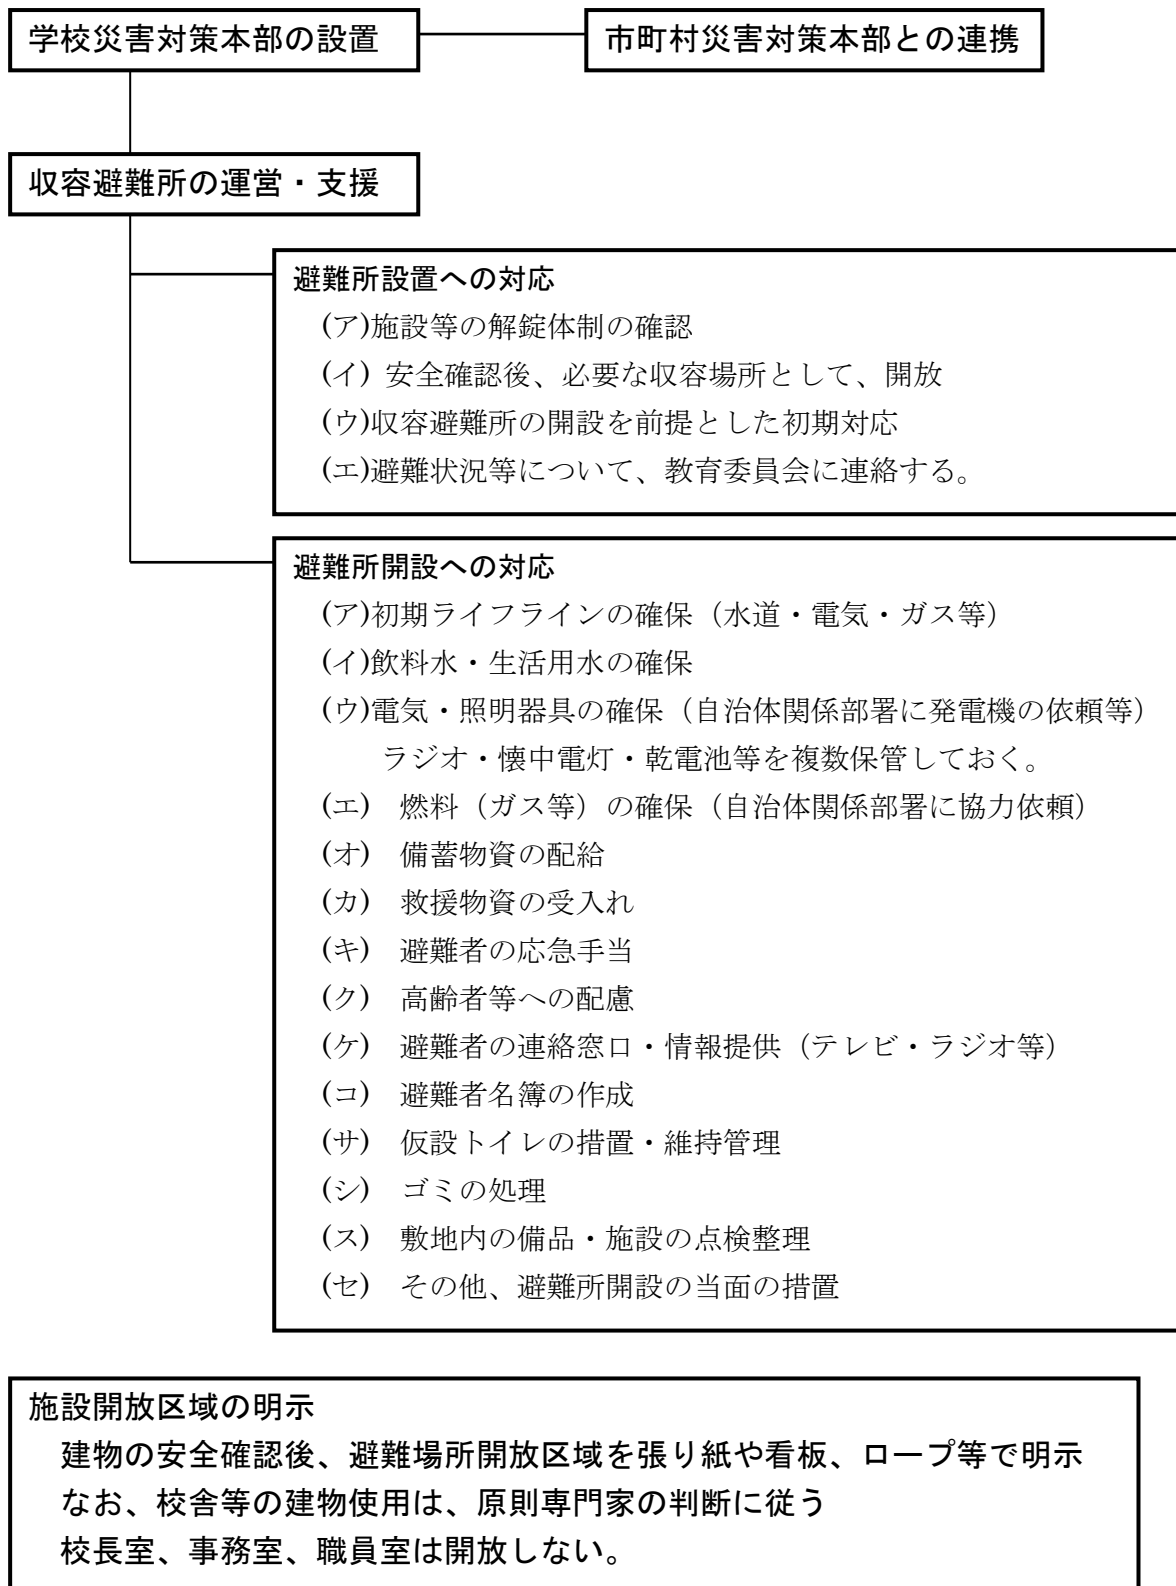 学校災害対策本部の設置
市町村災害対策本部との連携
収容避難所の運営・支援
避難所設置への対応
(ア)施設等の解錠体制の確認
(イ) 安全確認後、必要な収容場所として、開放
(ウ)収容避難所の開設を前提とした初期対応
(エ)避難状況等について、教育委員会に連絡する。
避難所開設への対応
(ア)初期ライフラインの確保（水道・電気・ガス等）
(イ)飲料水・生活用水の確保
(ウ)電気・照明器具の確保（自治体関係部署に発電機の依頼等）
ラジオ・懐中電灯・乾電池等を複数保管しておく。
(エ)　燃料（ガス等）の確保（自治体関係部署に協力依頼）
(オ)　備蓄物資の配給
(カ)　救援物資の受入れ
(キ)　避難者の応急手当
(ク)　高齢者等への配慮
(ケ)　避難者の連絡窓口・情報提供（テレビ・ラジオ等）
(コ)　避難者名簿の作成
(サ)　仮設トイレの措置・維持管理
(シ)　ゴミの処理
(ス)　敷地内の備品・施設の点検整理
(セ)　その他、避難所開設の当面の措置
施設開放区域の明示
建物の安全確認後、避難場所開放区域を張り紙や看板、ロープ等で明示
なお、校舎等の建物使用は、原則専門家の判断に従う
校長室、事務室、職員室は開放しない。